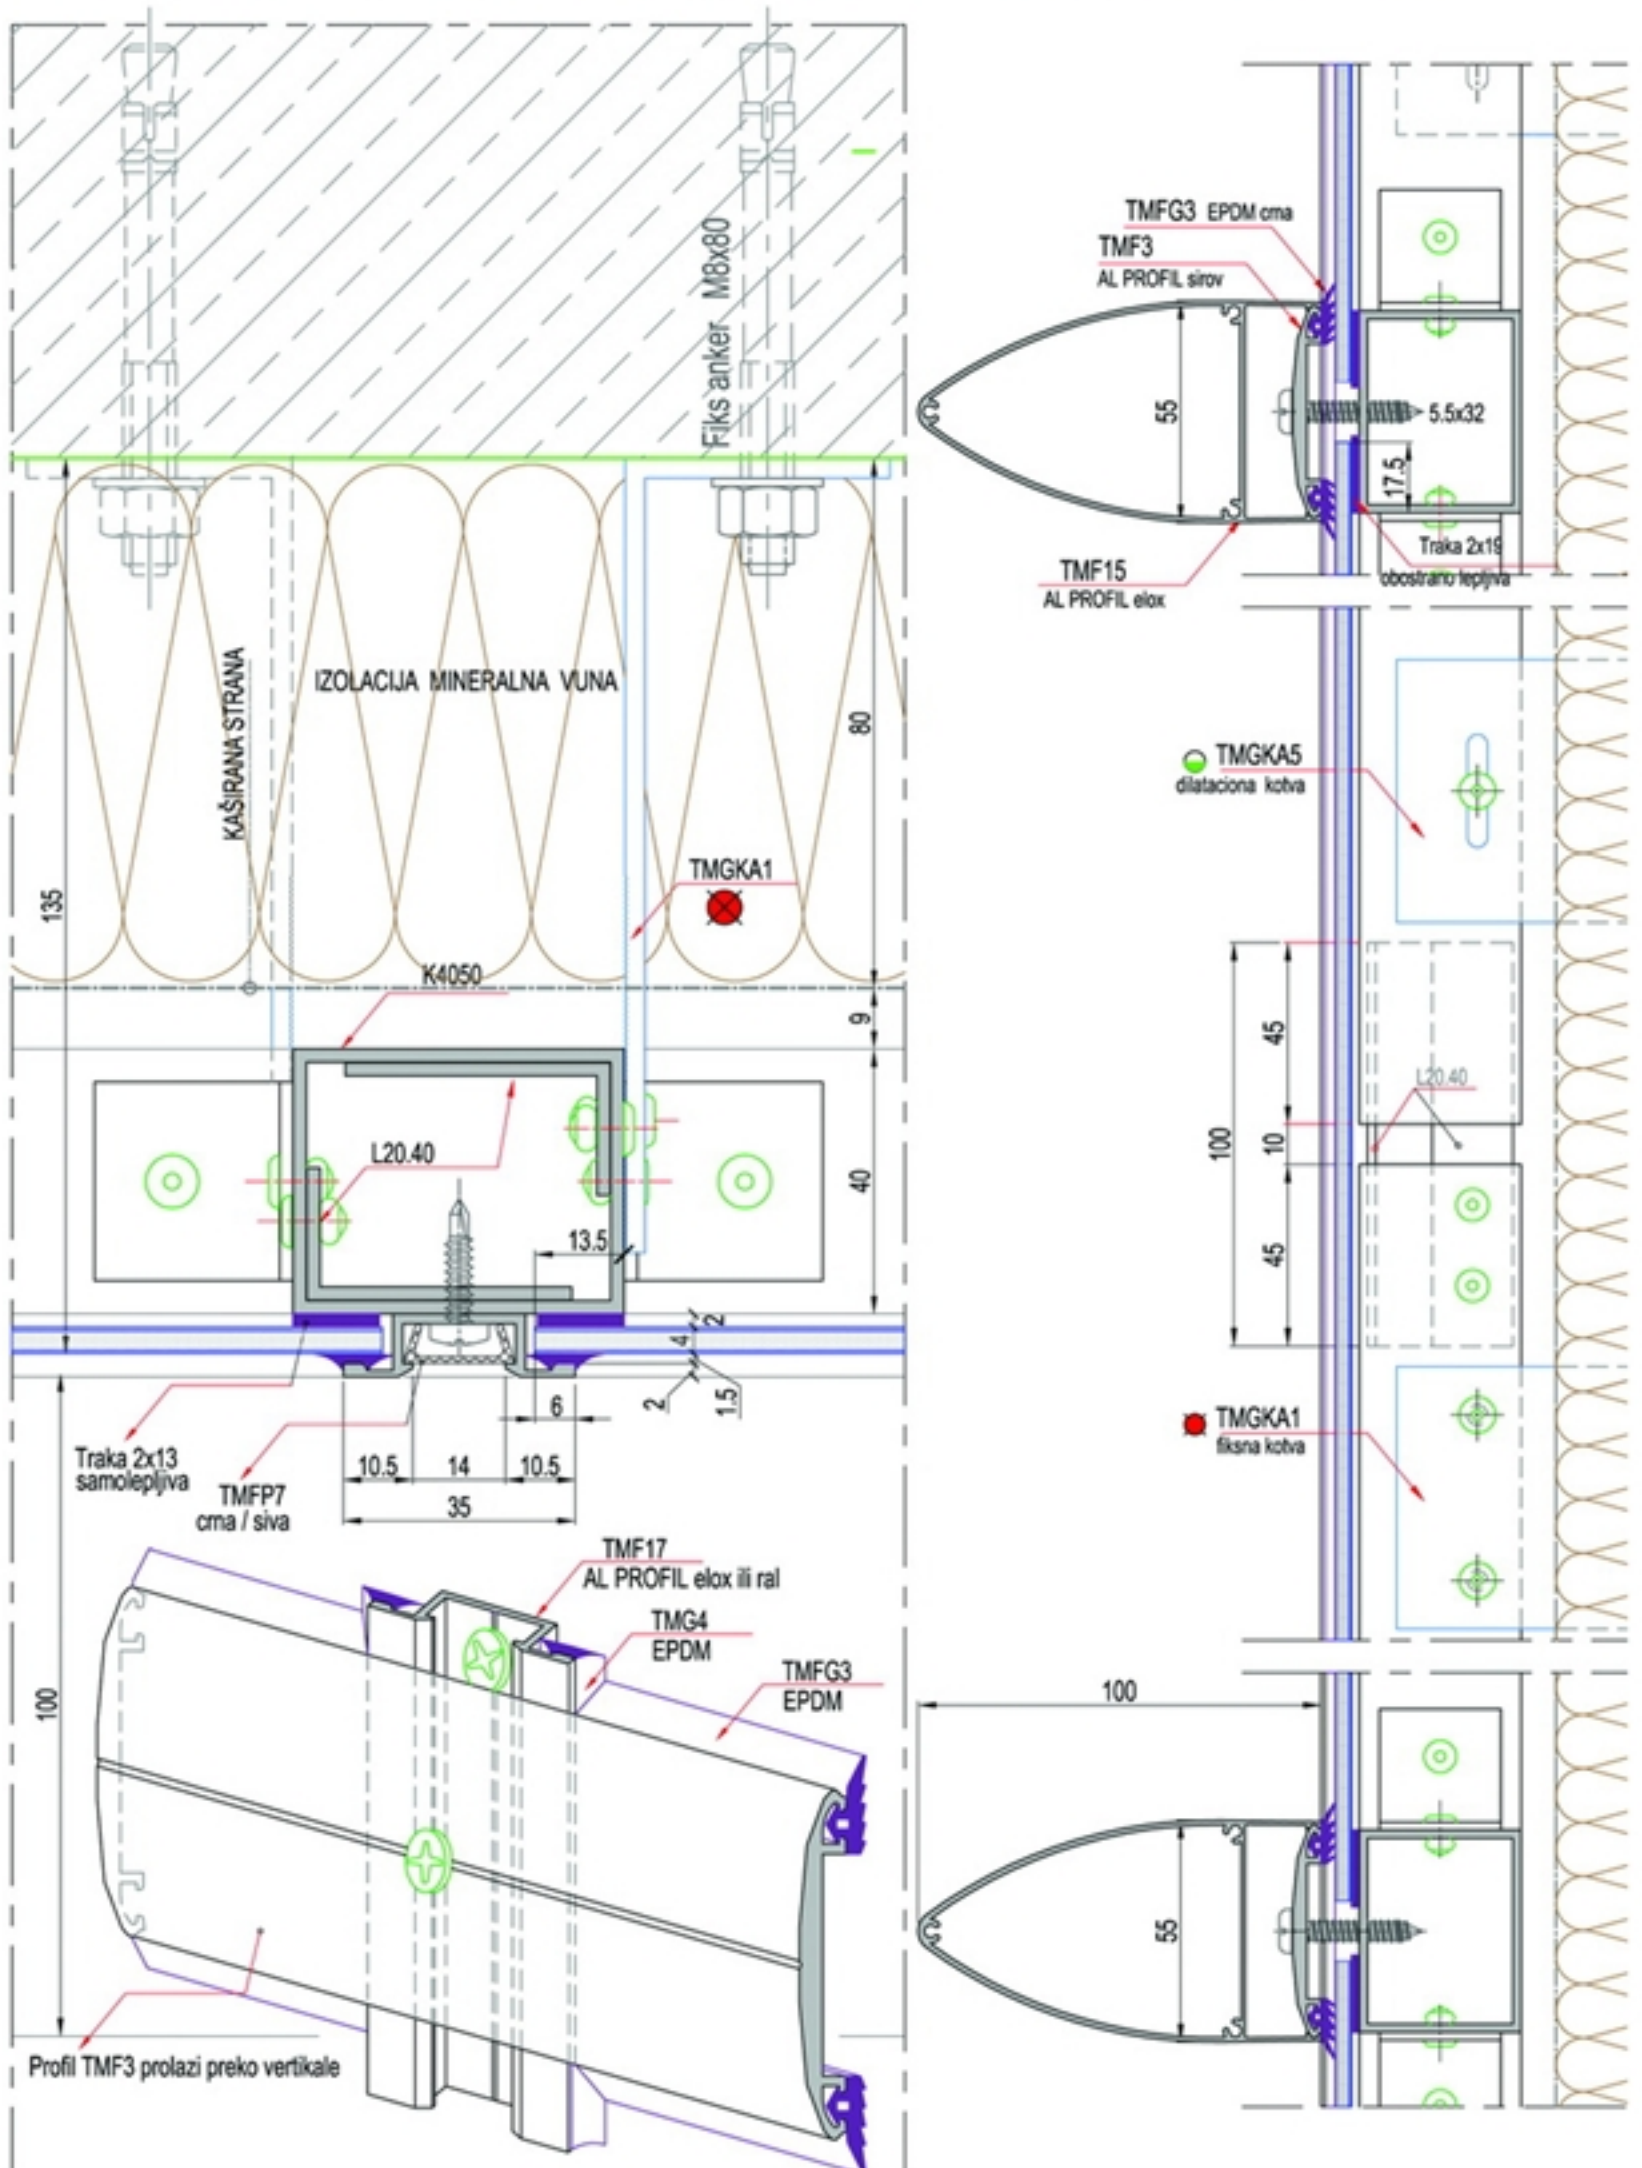 Fiks anker M8x80
IZOLACIJA MINERALNA VUNA
KAŠIRANA STRANA
80
135
TMGKA1
K4050
9
L20.40
40
13.5
2
4
1.5
2
6
10.5
14
10.5
35
Traka 2x13
samolepljiva
TMFP7
crna / siva
TMF17
AL PROFIL elox ili ral
TMG4
EPDM
TMFG3
EPDM
100
Profil TMF3 prolazi preko vertikale
TMFG3 EPDM crna
TMF3
AL PROFIL sirov
55
5.5x32
17.5
Traka 2x19
obostrano lepljiva
TMF15
AL PROFIL elox
TMGKA5
dilataciona kotva
45
L20.40
100
10
45
TMGKA1
fiksna kotva
100
55